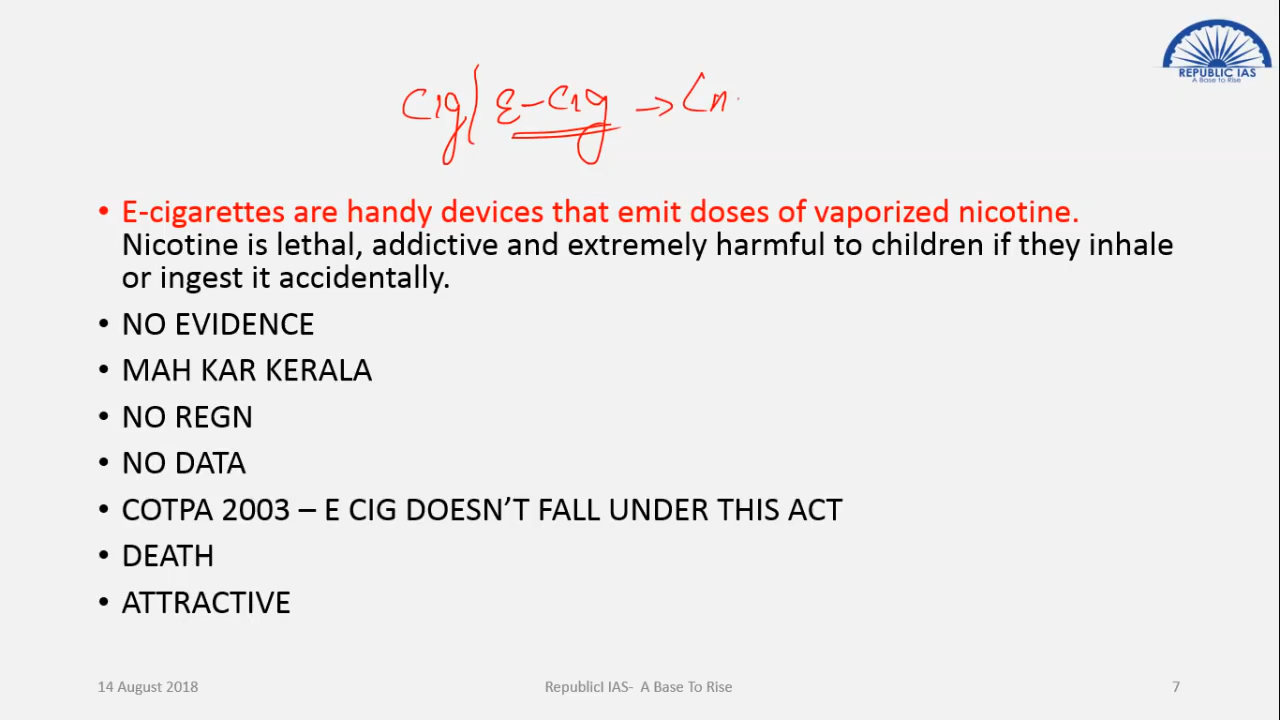 REPUBLIC IAS
A Base to Rise
Cig/ E-Cig →
• E-cigarettes are handy devices that emit doses of vaporized nicotine.
Nicotine is lethal, addictive and extremely harmful to children if they inhale
or ingest it accidentally.
• NO EVIDENCE
• MAH KAR KERALA
• NO REGN
• NO DATA
• COTPA 2003 – E CIG DOESN’T FALL UNDER THIS ACT
• DEATH
• ATTRACTIVE
14 August 2018 RepublicI IAS- A Base To Rise 7